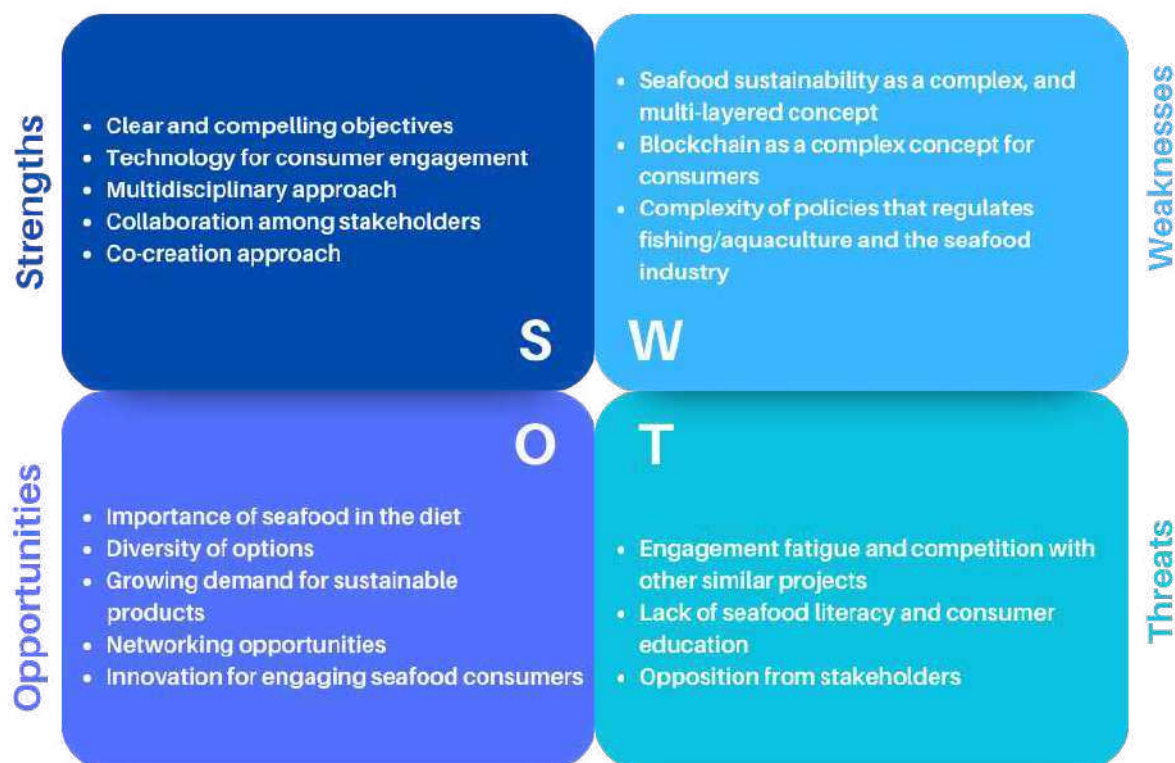 Strengths
• Clear and compelling objectives
• Technology for consumer engagement
• Multidisciplinary approach
• Collaboration among stakeholders
• Co-creation approach
S
Weaknesses
• Seafood sustainability as a complex, and
multi-layered concept
• Blockchain as a complex concept for
consumers
• Complexity of policies that regulates
fishing/aquaculture and the seafood
industry
W
Opportunities
O
• Importance of seafood in the diet
• Diversity of options
• Growing demand for sustainable
products
• Networking opportunities
• Innovation for engaging seafood consumers
Threats
T
• Engagement fatigue and competition with
other similar projects
• Lack of seafood literacy and consumer
education
• Opposition from stakeholders